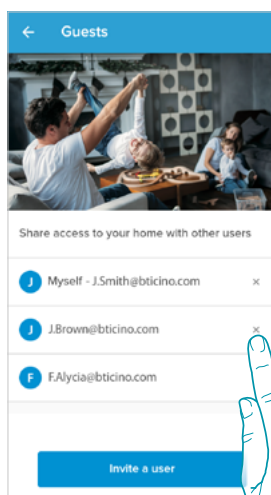 Guests
Share access to your home with other users
J Myself - J.Smith@bticino.com ×
J J.Brown@bticino.com ×
F F.Alycia@bticino.com
Invite a user